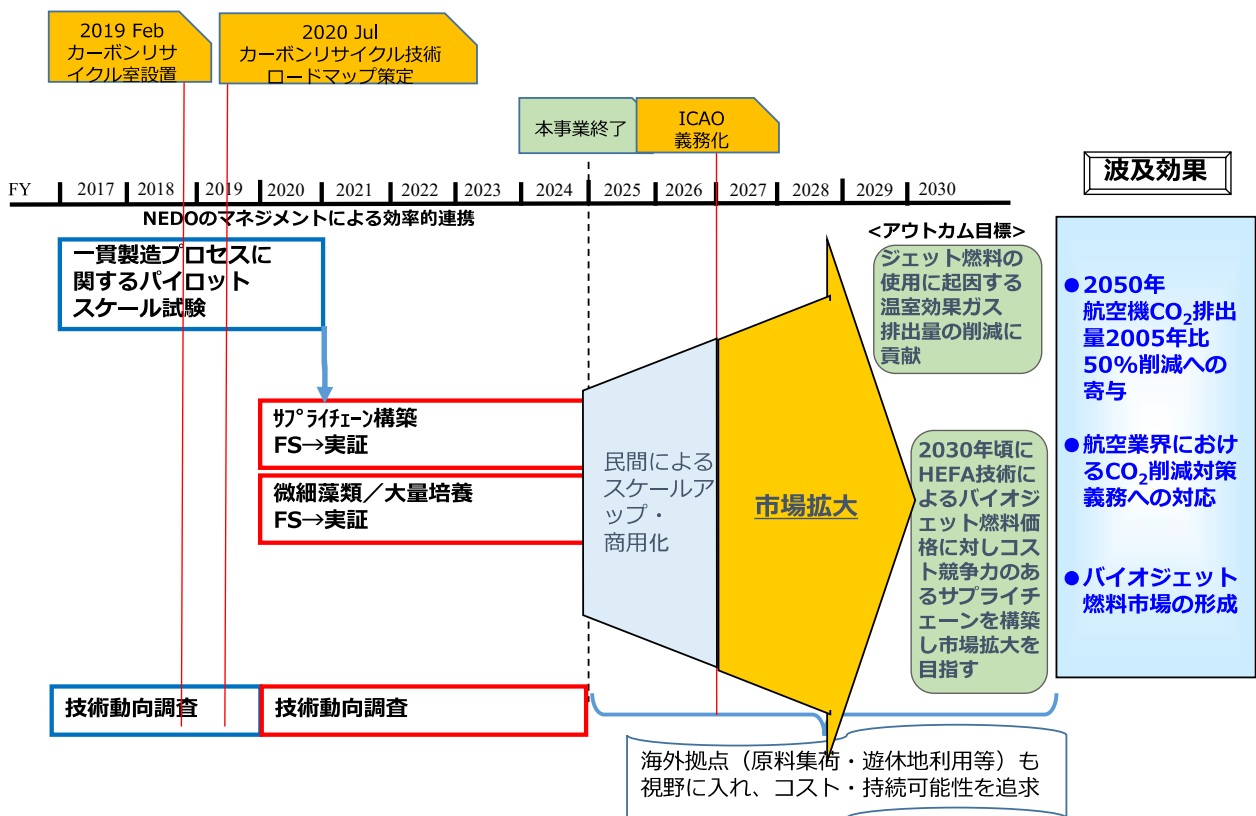 2019 Feb
カーボンリサ
イクル室設置
2020 Jul
カーボンリサイクル技術
ロードマップ策定
本事業終了
ICAO
義務化
波及効果
FY 2017 2018 2019 2020 2021 2022 2023 2024 2025 2026 2027 2028 2029 2030
NEDOのマネジメントによる効率的連携
一貫製造プロセスに
関するパイロット
スケール試験
サプライチェーン構築
FS→実証
微細藻類／大量培養
FS→実証
技術動向調査
技術動向調査
民間による
スケールア
ップ・
商用化
市場拡大
<アウトカム目標>
ジェット燃料の
使用に起因する
温室効果ガス
排出量の削減に
貢献
2030年頃に
HEFA技術に
よるバイオジ
ェット燃料価
格に対しコス
ト競争力のあ
るサプライチ
ェーンを構築
し市場拡大を
目指す
●2050年
航空機CO₂排出
量2005年比
50%削減への
寄与
●航空業界におけ
るCO₂削減対策
義務への対応
●バイオジェット
燃料市場の形成
海外拠点（原料集荷・遊休地利用等）も
視野に入れ、コスト・持続可能性を追求